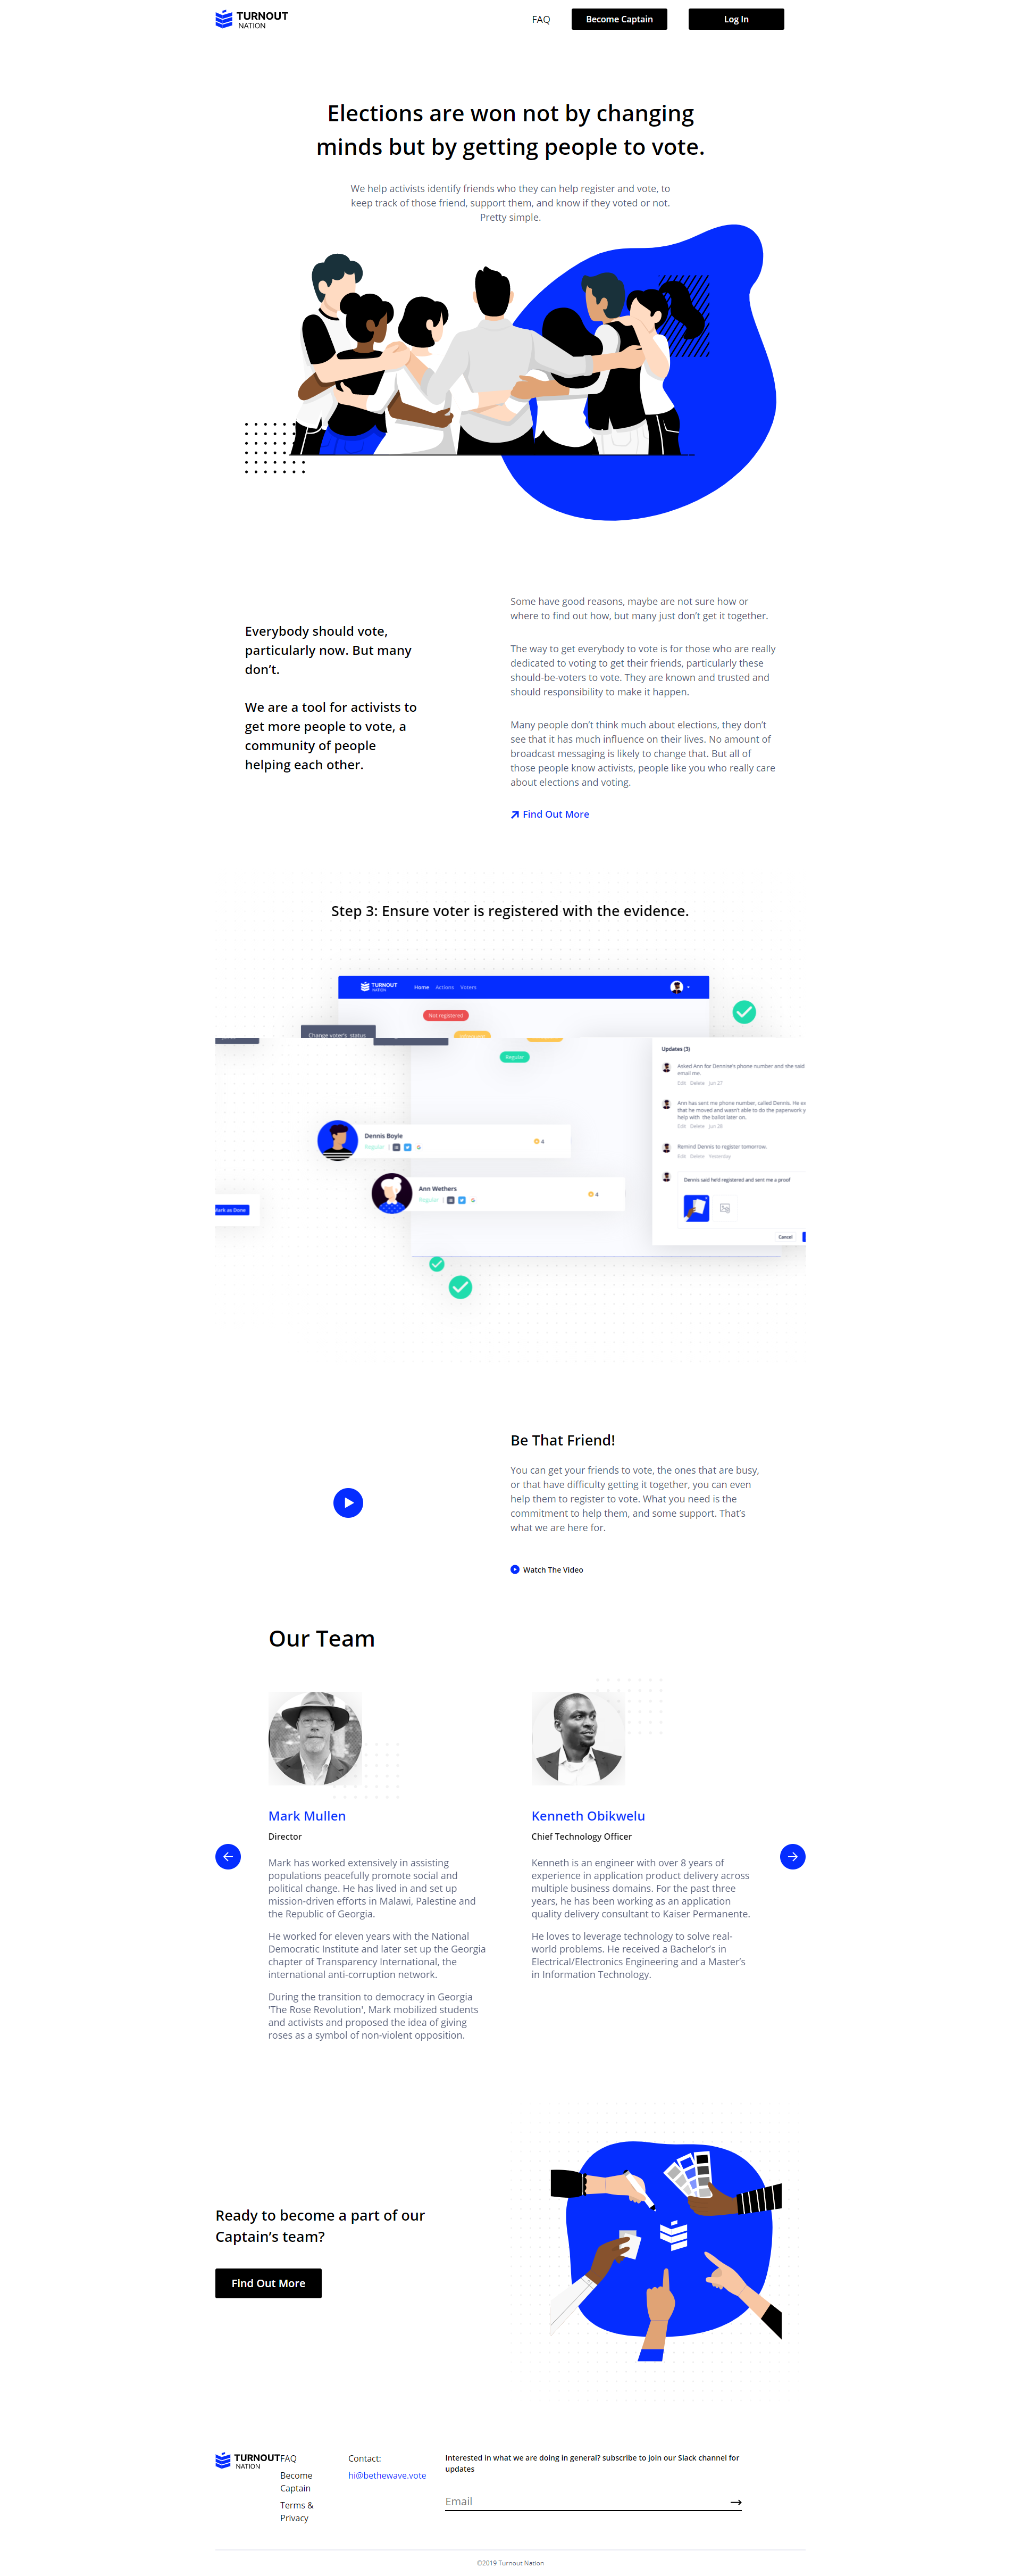 TURNOUT
NATION
FAQ
Become Captain
Log In
Elections are won not by changing
minds but by getting people to vote.
We help activists identify friends who they can help register and vote, to
keep track of those friend, support them, and know if they voted or not.
Pretty simple.
Everybody should vote,
particularly now. But many
don't.
We are a tool for activists to
get more people to vote, a
community of people
helping each other.
Some have good reasons, maybe are not sure how or
where to find out how, but many just don't get it together.
The way to get everybody to vote is for those who are really
dedicated to voting to get their friends, particularly these
should-be-voters to vote. They are known and trusted and
should responsibility to make it happen.
Many people don't think much about elections, they don't
see that it has much influence on their lives. No amount of
broadcast messaging is likely to change that. But all of
those people know activists, people like you who really care
about elections and voting.
Find Out More
Step 3: Ensure voter is registered with the evidence.
TURNOUT
NATION
Home
Actions
Voters
Not registered
Change voter's status
Regular
Updates (3)
Asked Ann for Dennise's phone number and she said
email me.
Edit Delete Jun 27
Ann has sent me phone number, called Dennis. He ex
that he moved and wasn't able to do the paperwork y
help with the ballot later on.
Edit Delete Jun 28
Remind Dennis to register tomorrow.
Edit Delete Yesterday
Dennis said he'd registered and sent me a proof
Cancel
Dennis Boyle
Regular
4
Ann Wethers
Regular
4
Mark as Done
Be That Friend!
You can get your friends to vote, the ones that are busy,
or that have difficulty getting it together, you can even
help them to register to vote. What you need is the
commitment to help them, and some support. That's
what we are here for.
Watch The Video
Our Team
Mark Mullen
Director
Mark has worked extensively in assisting
populations peacefully promote social and
political change. He has lived in and set up
mission-driven efforts in Malawi, Palestine and
the Republic of Georgia.
He worked for eleven years with the National
Democratic Institute and later set up the Georgia
chapter of Transparency International, the
international anti-corruption network.
During the transition to democracy in Georgia
'The Rose Revolution', Mark mobilized students
and activists and proposed the idea of giving
roses as a symbol of non-violent opposition.
Kenneth Obikwelu
Chief Technology Officer
Kenneth is an engineer with over 8 years of
experience in application product delivery across
multiple business domains. For the past three
years, he has been working as an application
quality delivery consultant to Kaiser Permanente.
He loves to leverage technology to solve real-
world problems. He received a Bachelor's in
Electrical/Electronics Engineering and a Master's
in Information Technology.
Ready to become a part of our
Captain's team?
Find Out More
TURNOUT
NATION
FAQ
Become
Captain
Terms &
Privacy
Contact:
hi@bethewave.vote
Interested in what we are doing in general? subscribe to join our Slack channel for
updates
Email
©2019 Turnout Nation